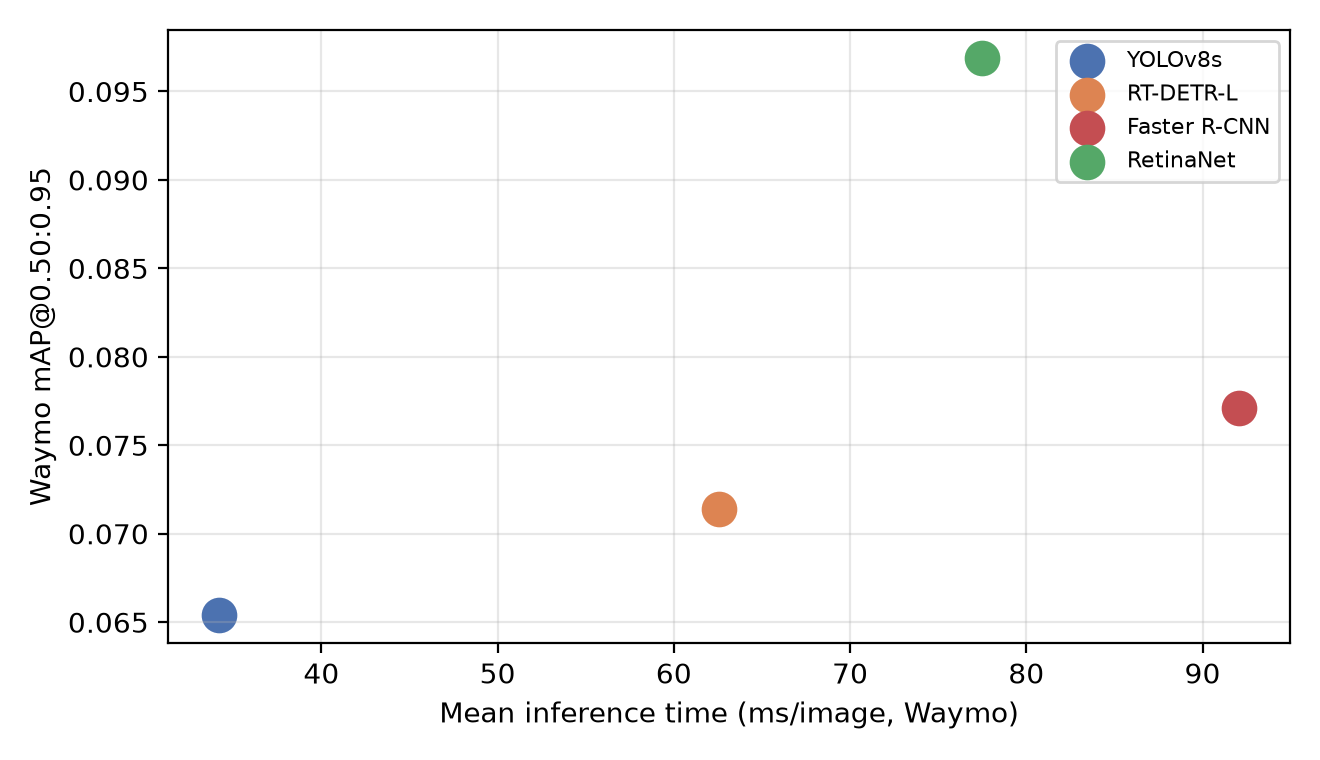 YOLOv8s
RT-DETR-L
Faster R-CNN
RetinaNet
0.095
0.090
0.085
0.080
0.075
0.070
0.065
Waymo mAP@0.50:0.95
40 50 60 70 80 90
Mean inference time (ms/image, Waymo)